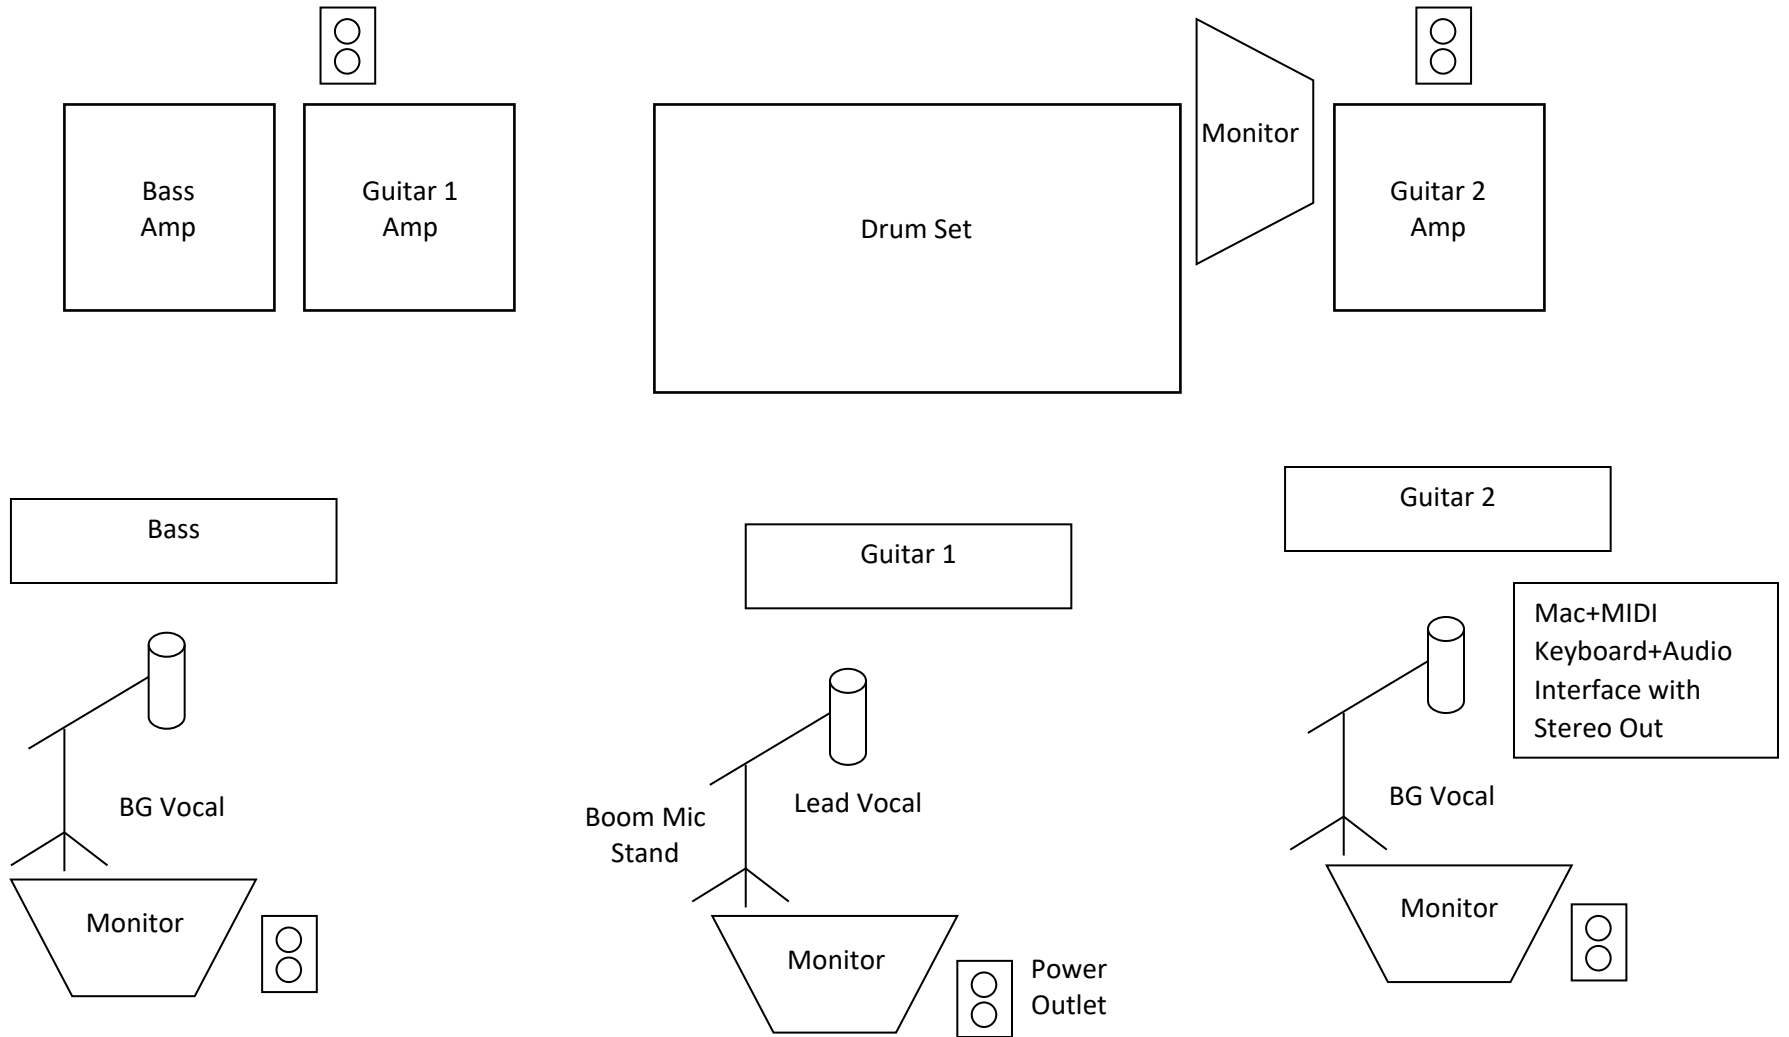 Monitor
Bass
Amp
Guitar 1
Amp
Drum Set
Guitar 2
Amp
Bass
Guitar 1
Guitar 2
Mac+MIDI
Keyboard+Audio
Interface with
Stereo Out
BG Vocal
Boom Mic
Stand
Lead Vocal
BG Vocal
Monitor
Monitor
Power
Outlet
Monitor